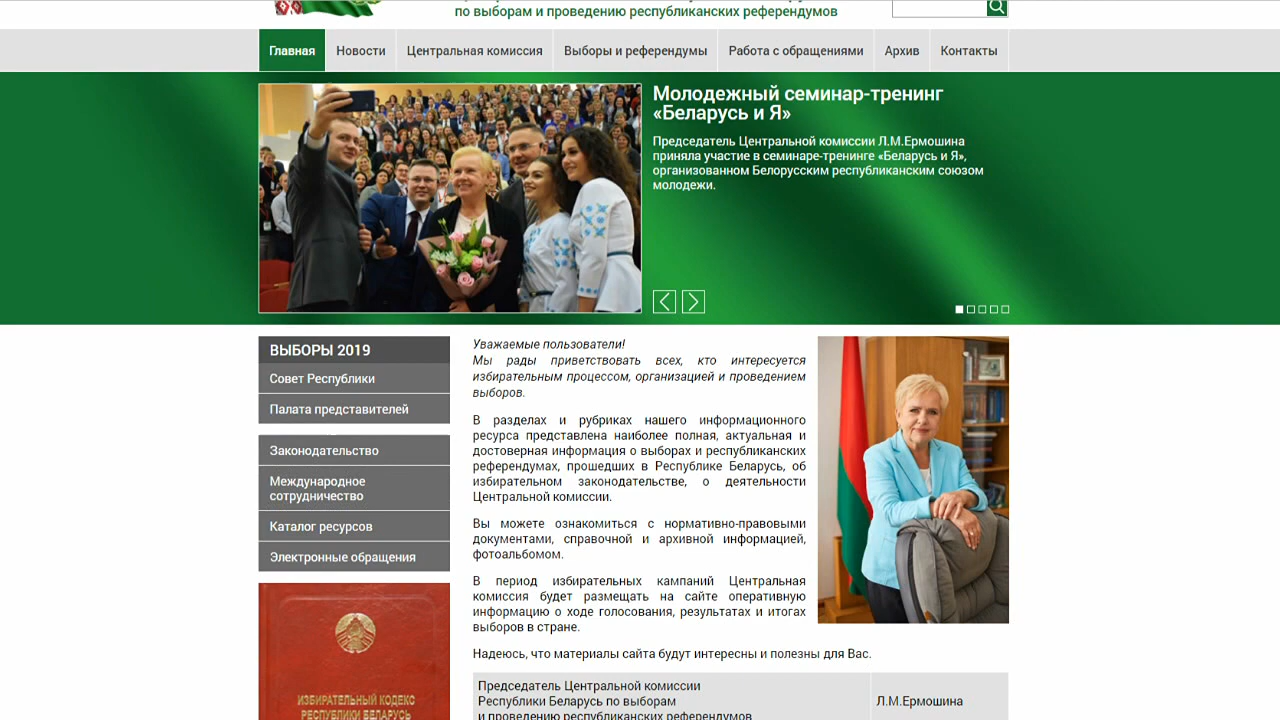 по выборам и проведению республиканских референдумов
Главная
Новости
Центральная комиссия
Выборы и референдумы
Работа с обращениями
Архив
Контакты
Молодежный семинар-тренинг
«Беларусь и Я»
Председатель Центральной комиссии Л.М.Ермошина
приняла участие в семинаре-тренинге «Беларусь и Я»,
организованном Белорусским республиканским союзом
молодежи.
ВЫБОРЫ 2019
Совет Республики
Палата представителей
Законодательство
Международное
сотрудничество
Каталог ресурсов
Электронные обращения
ИЗБИРАТЕЛЬНЫЙ КОДЕКС
РЕСПУБЛИКИ БЕЛАРУСЬ
Уважаемые пользователи!
Мы рады приветствовать всех, кто интересуется
избирательным процессом, организацией и проведением
выборов.
В разделах и рубриках нашего информационного
ресурса представлена наиболее полная, актуальная и
достоверная информация о выборах и республиканских
референдумах, прошедших в Республике Беларусь, об
избирательном законодательстве, о деятельности
Центральной комиссии.
Вы можете ознакомиться с нормативно-правовыми
документами, справочной и архивной информацией,
фотоальбомом.
В период избирательных кампаний Центральная
комиссия будет размещать на сайте оперативную
информацию о ходе голосования, результатах и итогах
выборов в стране.
Надеюсь, что материалы сайта будут интересны и полезны для Вас.
Председатель Центральной комиссии
Республики Беларусь по выборам
и проведению республиканских референдумов
Л.М.Ермошина